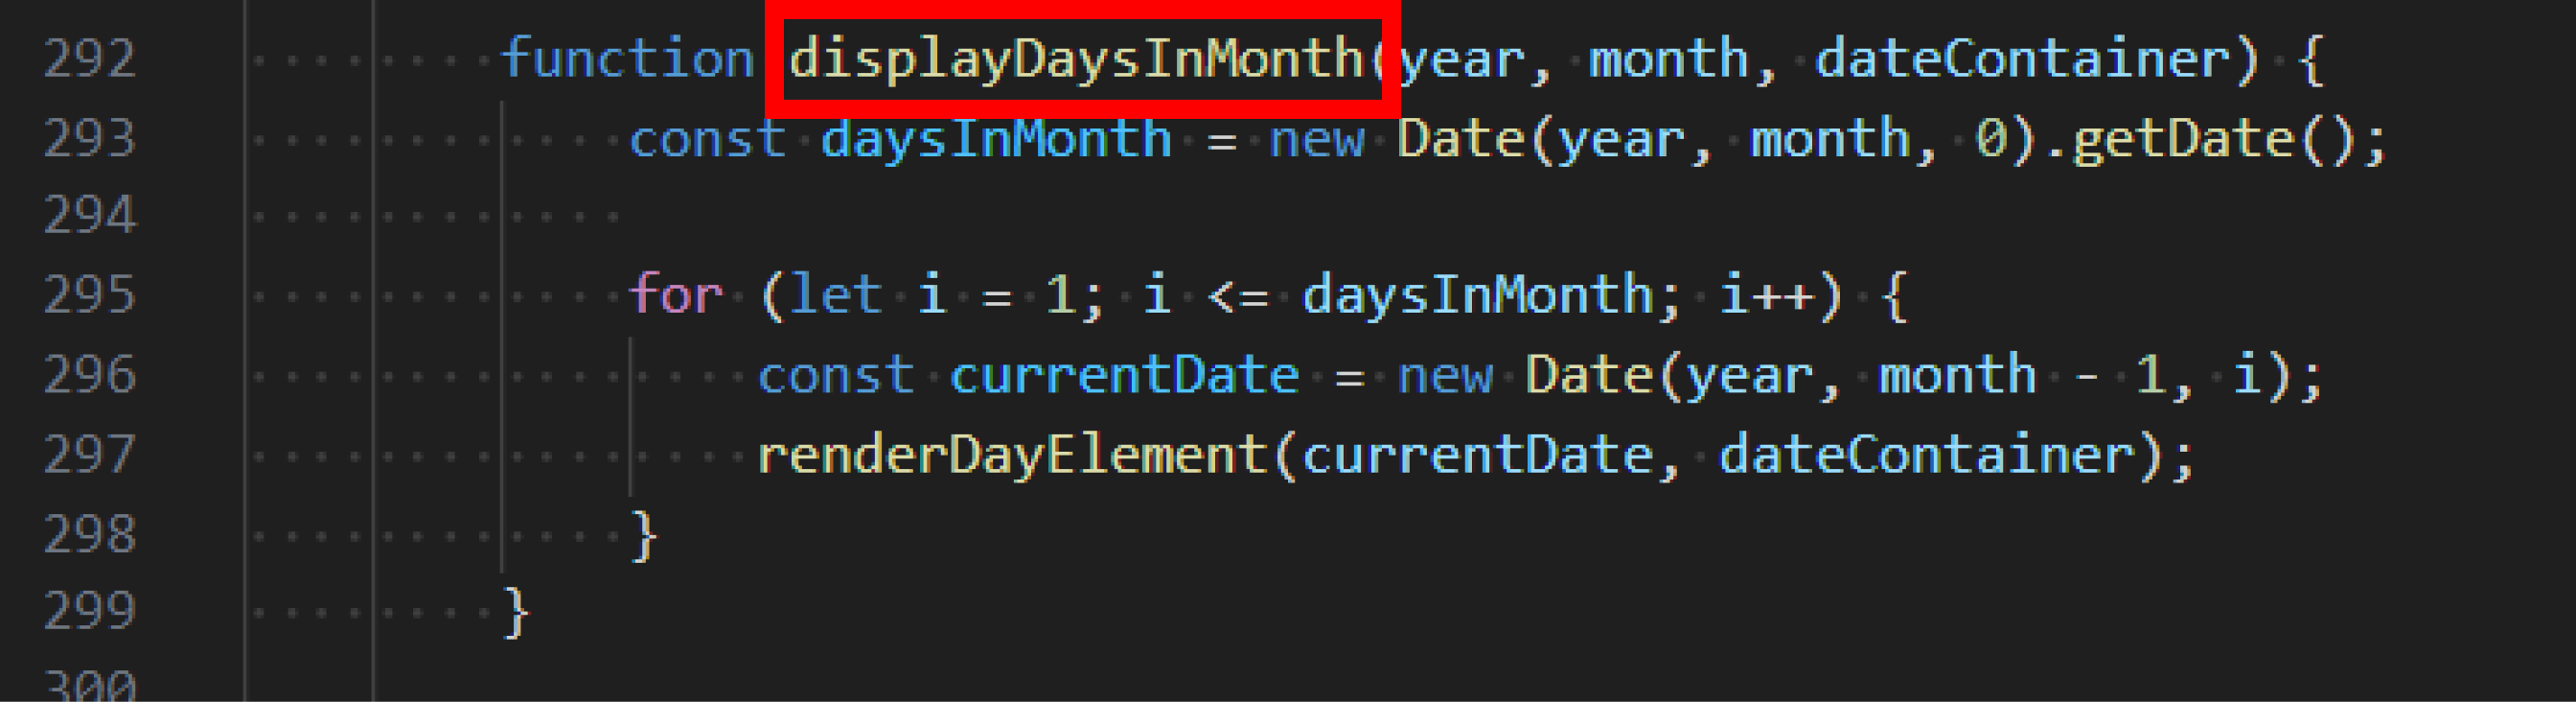 292 function displayDaysInMonth(year, month, dateContainer) {
293 const daysInMonth = new Date(year, month, 0).getDate();
294
295 for (let i = 1; i <= daysInMonth; i++) {
296 const currentDate = new Date(year, month - 1, i);
297 renderDayElement(currentDate, dateContainer);
298 }
299 }
300